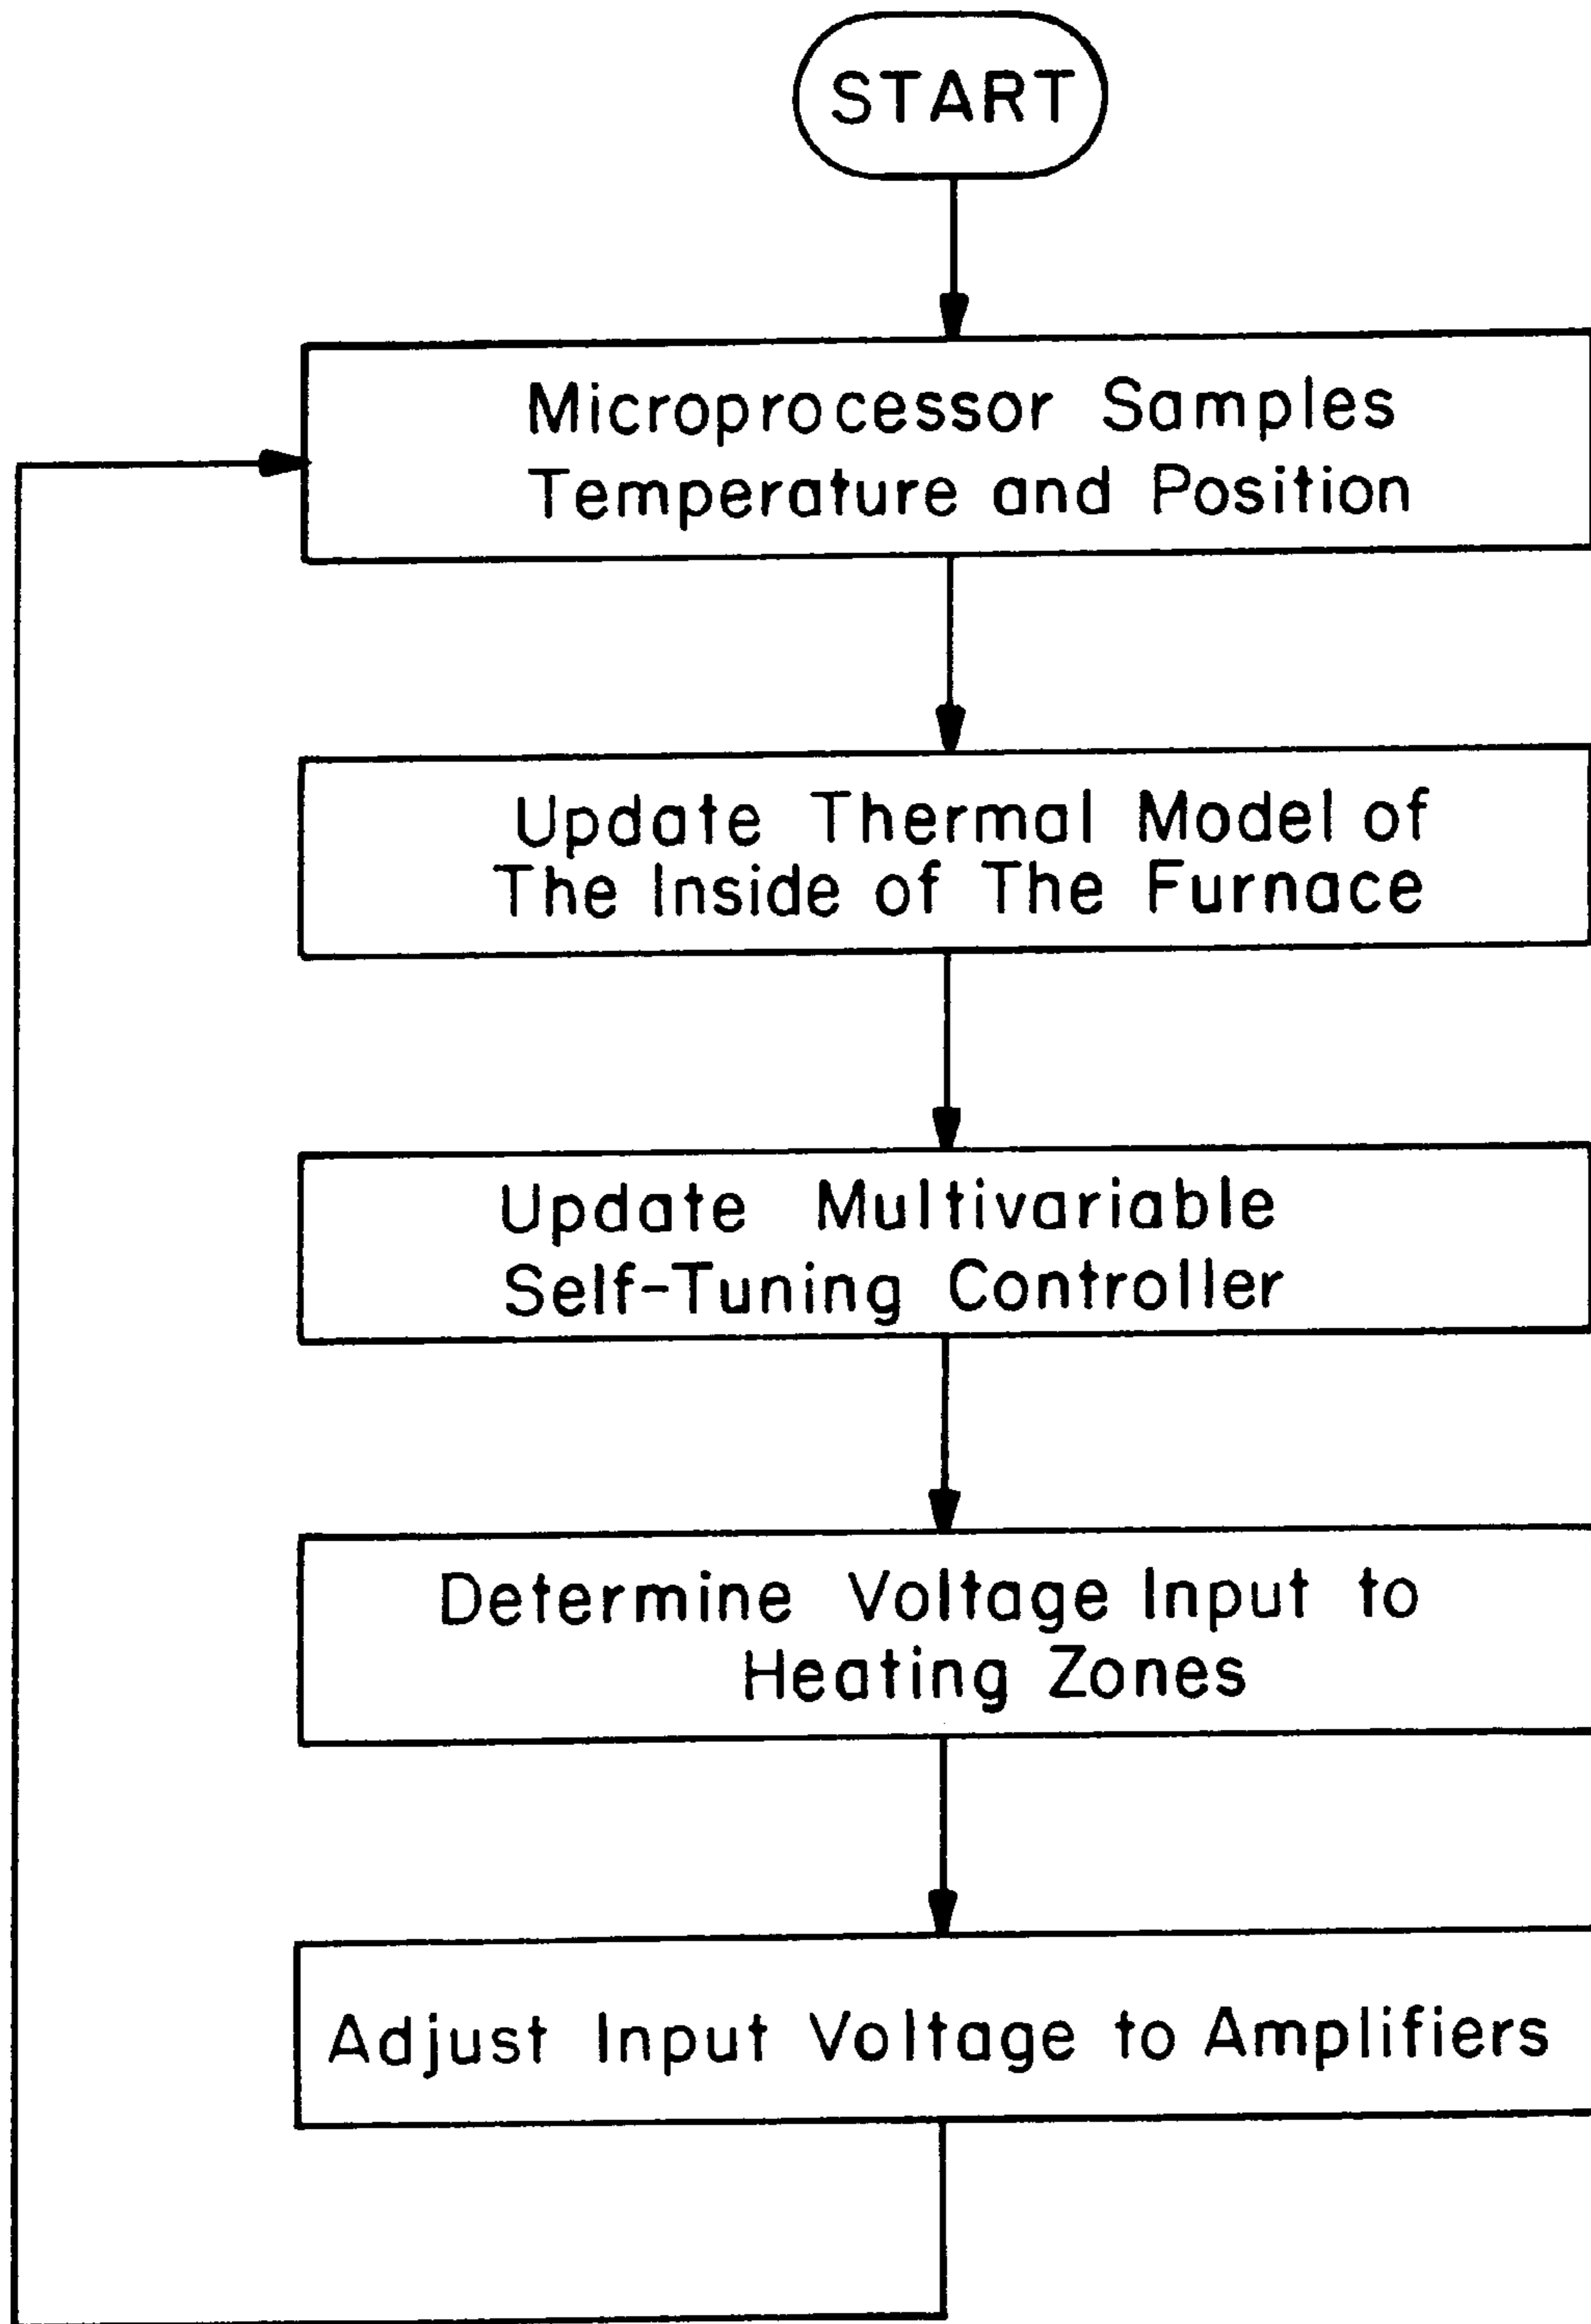 START
Microprocessor Samples
Temperature and Position
Update Thermal Model of
The Inside of The Furnace
Update Multivariable
Self-Tuning Controller
Determine Voltage Input to
Heating Zones
Adjust Input Voltage to Amplifiers